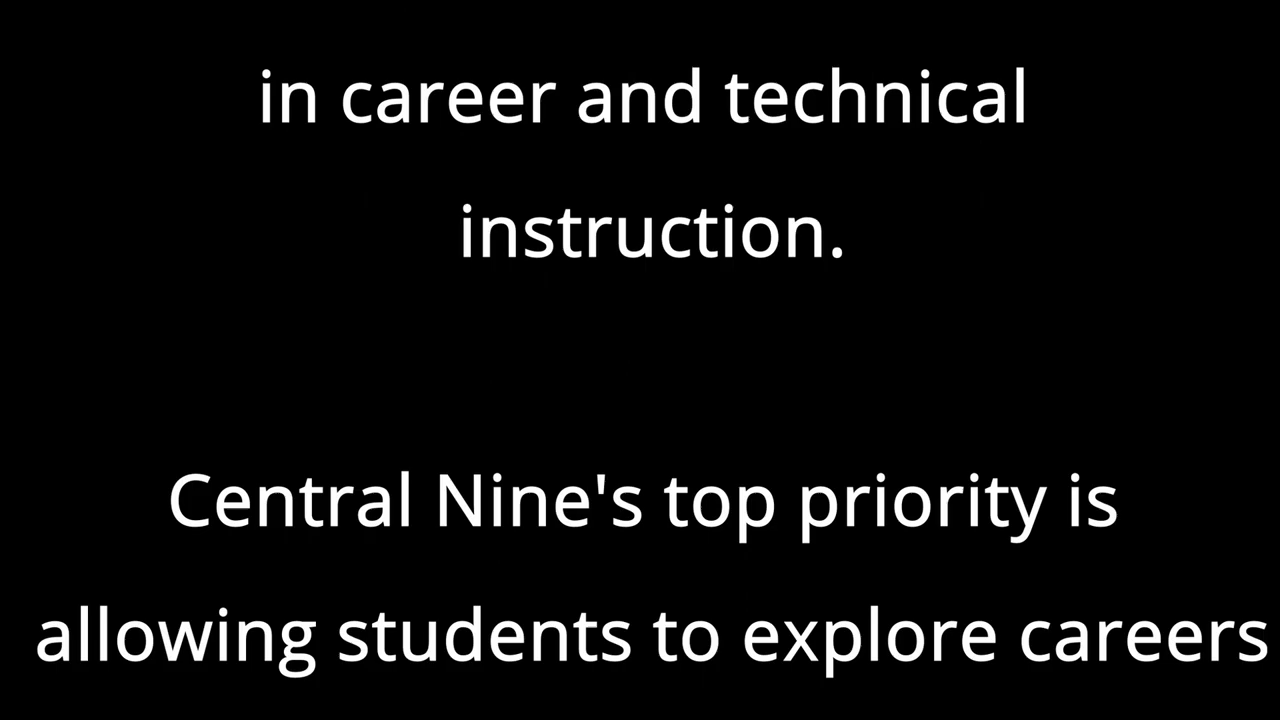 in career and technical
instruction.
Central Nine's top priority is
allowing students to explore careers